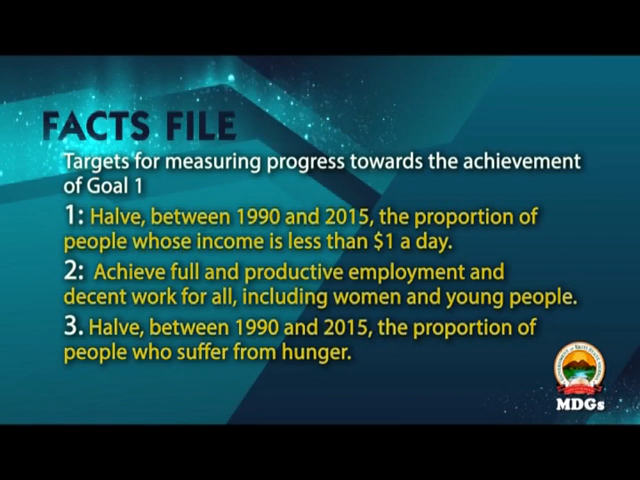 FACTS FILE
Targets for measuring progress towards the achievement
of Goal 1
1: Halve, between 1990 and 2015, the proportion of
people whose income is less than $1 a day.
2: Achieve full and productive employment and
decent work for all, including women and young people.
3. Halve, between 1990 and 2015, the proportion of
people who suffer from hunger.
MDGs